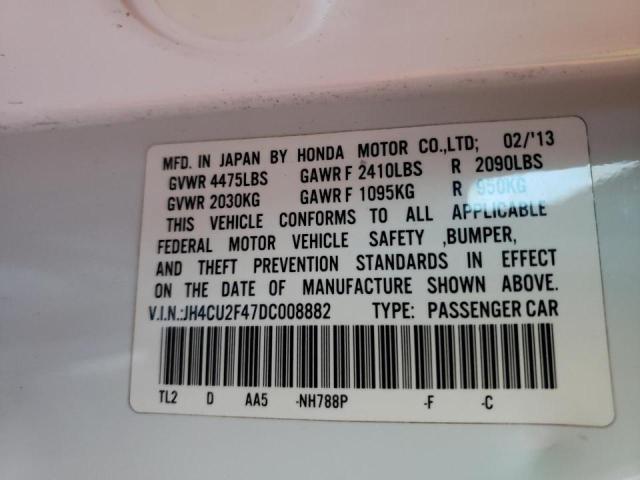 MFD. IN JAPAN BY HONDA MOTOR CO.,LTD; 02/'13
GVWR 4475LBS GAWR F 2410LBS R 2090LBS
GVWR 2030KG GAWR F 1095KG R 950KG
THIS VEHICLE CONFORMS TO ALL APPLICABLE
FEDERAL MOTOR VEHICLE SAFETY ,BUMPER,
AND THEFT PREVENTION STANDARDS IN EFFECT
ON THE DATE OF MANUFACTURE SHOWN ABOVE.
V.I.N.:JH4CU2F47DC008882 TYPE: PASSENGER CAR
TL2 D AA5 -NH788P -F -C